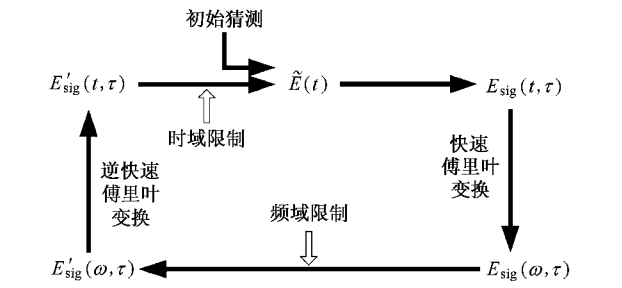 初始猜测
E′sig(t,τ)
Ẽ(t)
Esig(t,τ)
时域限制
逆快速
傅里叶
变换
快速
傅里叶
变换
频域限制
E′sig(ω,τ)
Esig(ω,τ)